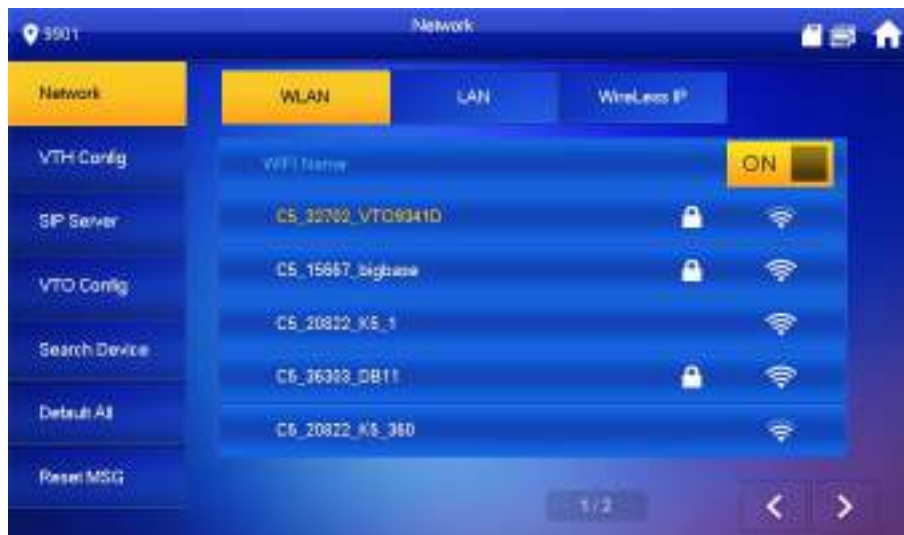 9901
Network
Network
VTH Config
SIP Server
VTO Config
Search Device
Default All
Reset MSG
WLAN
LAN
WireLess IP
WIFI Name
ON
C5_32702_VTO9341D
C5_15667_bigbase
C5_20822_K5_1
C5_36303_DB11
C5_20822_K5_360
1/2